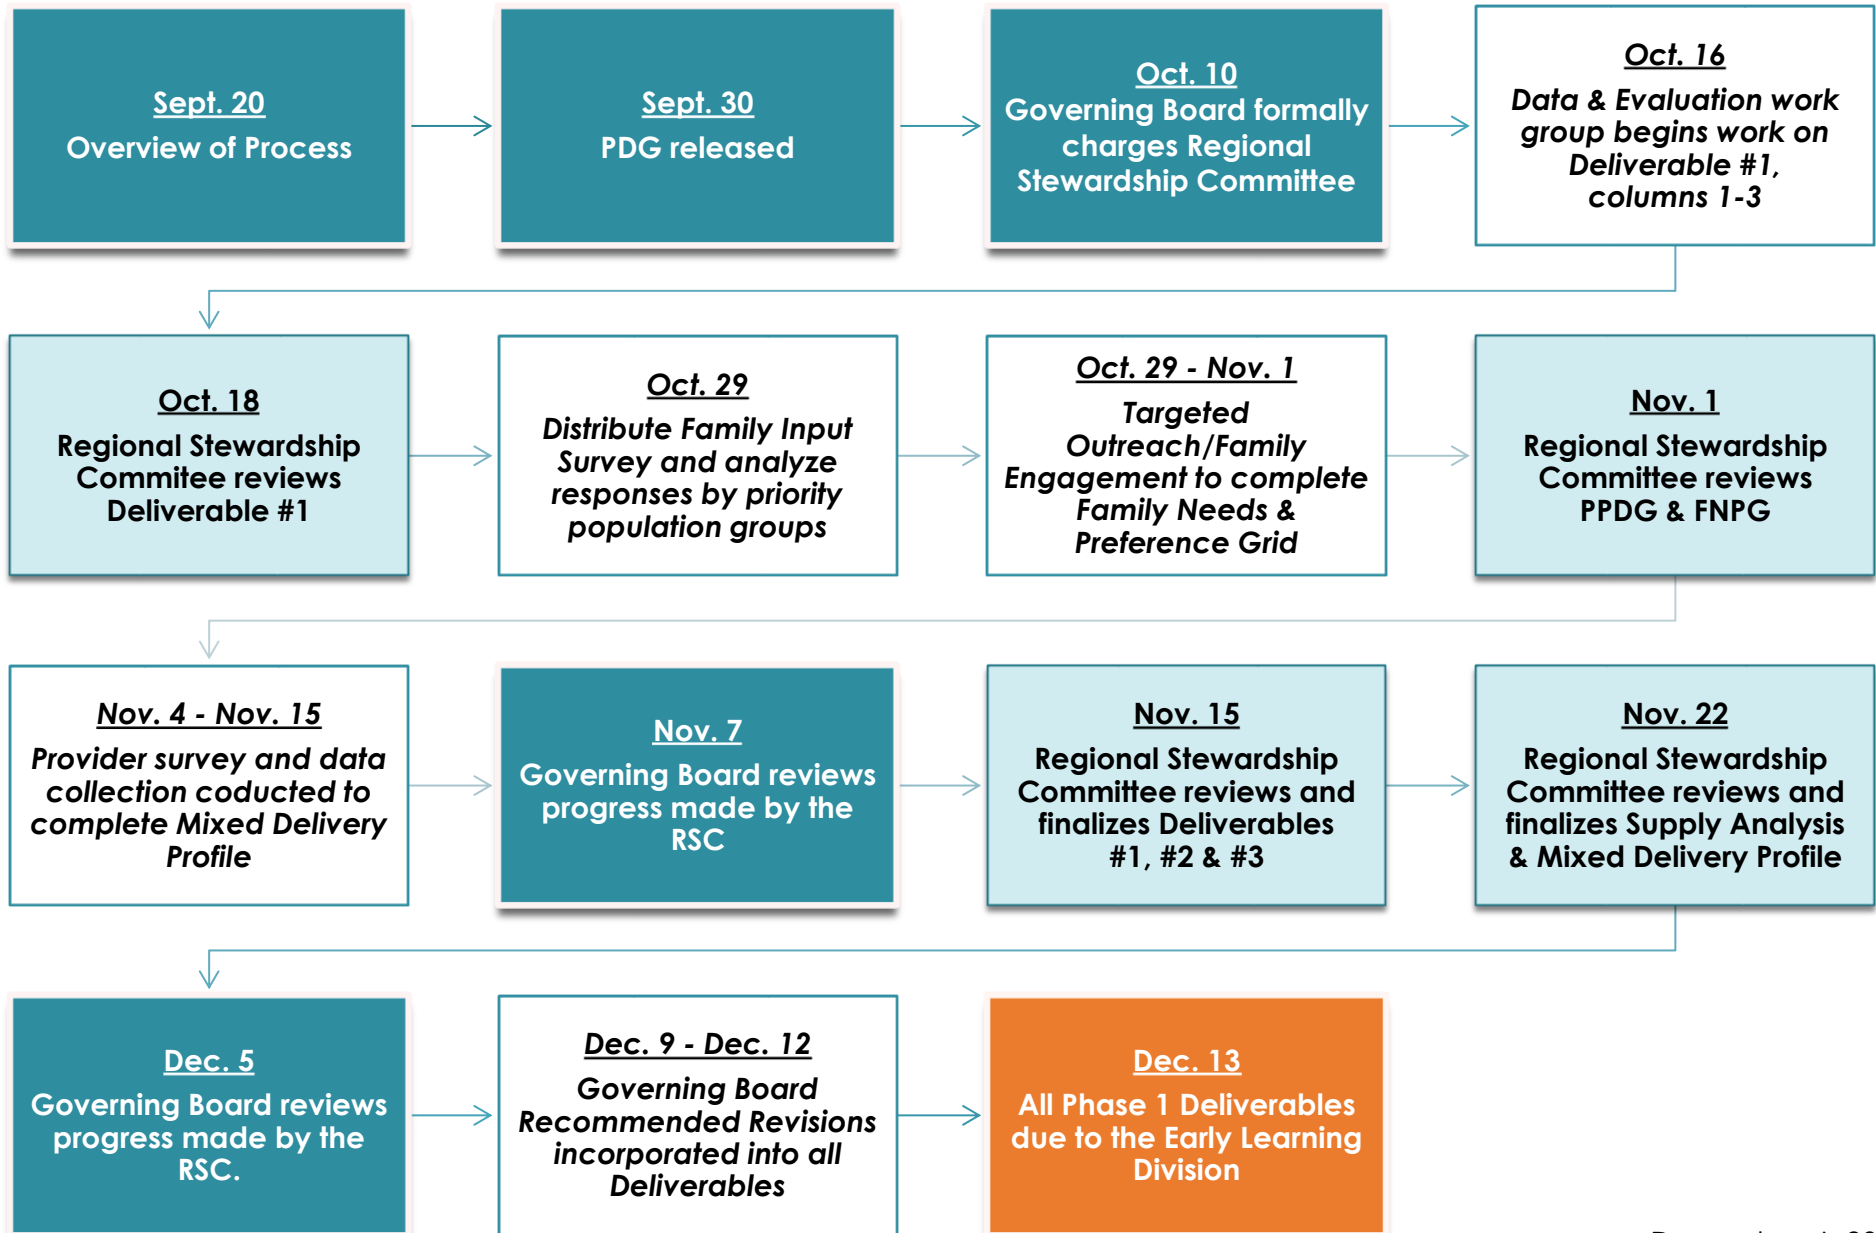 Sept. 20
Overview of Process
Sept. 30
PDG released
Oct. 10
Governing Board formally
charges Regional
Stewardship Committee
Oct. 16
Data & Evaluation work
group begins work on
Deliverable #1,
columns 1-3
Oct. 18
Regional Stewardship
Commitee reviews
Deliverable #1
Oct. 29
Distribute Family Input
Survey and analyze
responses by priority
population groups
Oct. 29 - Nov. 1
Targeted
Outreach/Family
Engagement to complete
Family Needs &
Preference Grid
Nov. 1
Regional Stewardship
Committee reviews
PPDG & FNPG
Nov. 4 - Nov. 15
Provider survey and data
collection coducted to
complete Mixed Delivery
Profile
Nov. 7
Governing Board reviews
progress made by the
RSC
Nov. 15
Regional Stewardship
Committee reviews and
finalizes Deliverables
#1, #2 & #3
Nov. 22
Regional Stewardship
Committee reviews and
finalizes Supply Analysis
& Mixed Delivery Profile
Dec. 5
Governing Board reviews
progress made by the
RSC.
Dec. 9 - Dec. 12
Governing Board
Recommended Revisions
incorporated into all
Deliverables
Dec. 13
All Phase 1 Deliverables
due to the Early Learning
Division